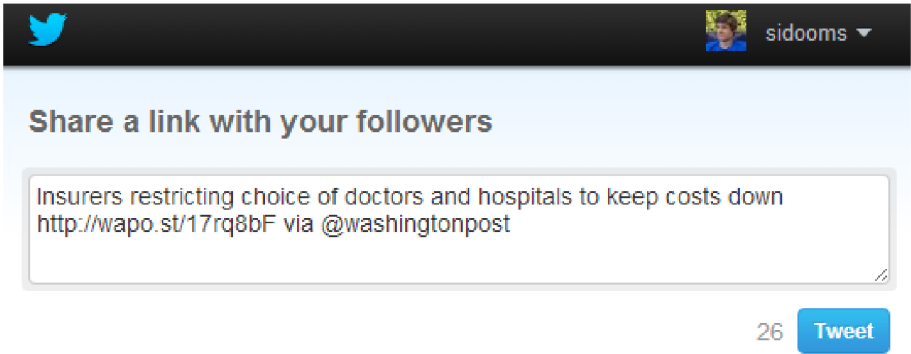 sidooms
Share a link with your followers
Insurers restricting choice of doctors and hospitals to keep costs down
http://wapo.st/17rq8bF via @washingtonpost
26 Tweet